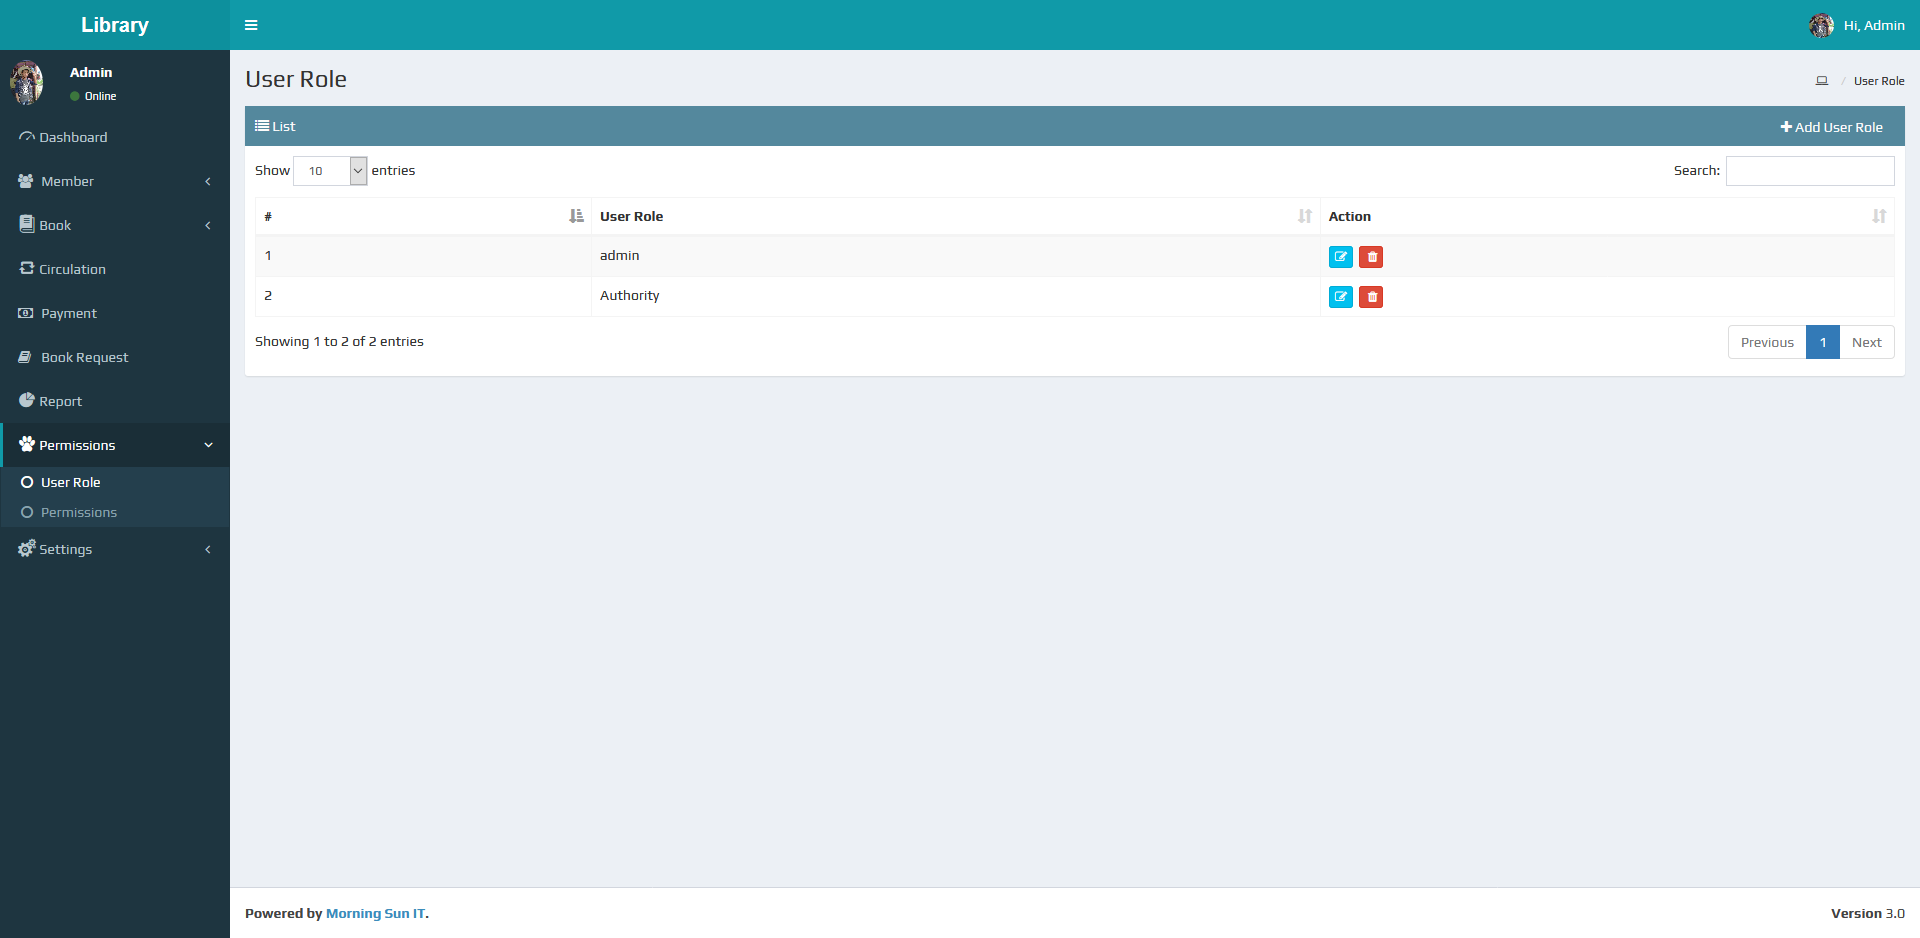 Library
Hi, Admin
Admin
Online
Dashboard
Member
Book
Circulation
Payment
Book Request
Report
Permissions
User Role
Permissions
Settings
User Role
/ User Role
List
Add User Role
Show 10 entries
Search:
# User Role Action
1 admin
2 Authority
Showing 1 to 2 of 2 entries
Previous 1 Next
Powered by Morning Sun IT.
Version 3.0